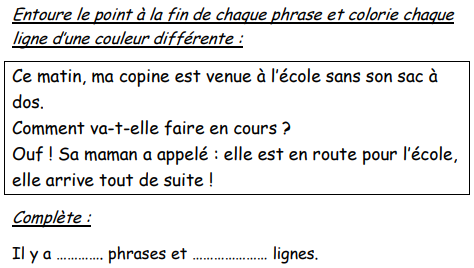 Entoure le point à la fin de chaque phrase et colorie chaque
ligne d'une couleur différente :
Ce matin, ma copine est venue à l'école sans son sac à
dos.
Comment va-t-elle faire en cours ?
Ouf ! Sa maman a appelé : elle est en route pour l'école,
elle arrive tout de suite !
Complète :
Il y a …………. phrases et ………………… lignes.